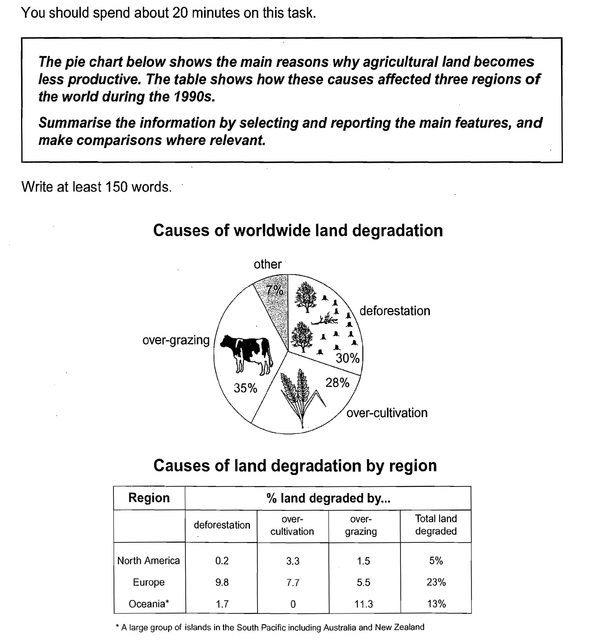 You should spend about 20 minutes on this task.
The pie chart below shows the main reasons why agricultural land becomes
less productive. The table shows how these causes affected three regions of
the world during the 1990s.
Summarise the information by selecting and reporting the main features, and
make comparisons where relevant.
Write at least 150 words.
Causes of worldwide land degradation
other
7%
deforestation
30%
over-grazing
35%
28%
over-cultivation
Causes of land degradation by region
Region % land degraded by...
deforestation over-cultivation over-grazing Total land degraded
North America 0.2 3.3 1.5 5%
Europe 9.8 7.7 5.5 23%
Oceania* 1.7 0 11.3 13%
* A large group of islands in the South Pacific including Australia and New Zealand